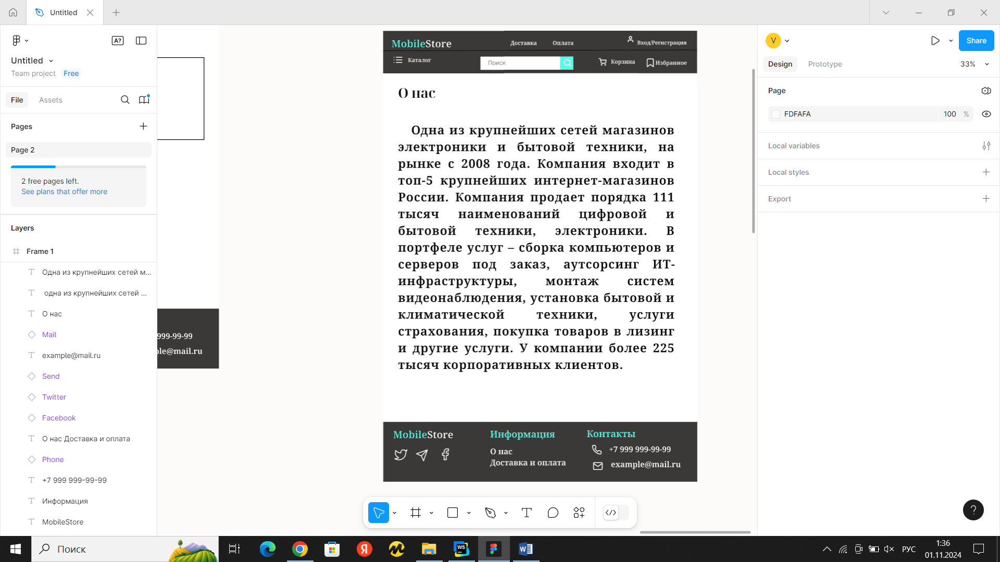 Untitled
A?
Untitled
Team project Free
File Assets
Pages
Page 2
2 free pages left.
See plans that offer more
Layers
Frame 1
Одна из крупнейших сетей м...
одна из крупнейших сетей ...
О нас
Mail
example@mail.ru
Send
Twitter
Facebook
О нас Доставка и оплата
Phone
+7 999 999-99-99
Информация
MobileStore
999-99-99
ple@mail.ru
MobileStore Доставка Оплата Вход/Регистрация
Каталог Поиск Корзина Избранное
О нас
Одна из крупнейших сетей магазинов
электроники и бытовой техники, на
рынке с 2008 года. Компания входит в
топ-5 крупнейших интернет-магазинов
России. Компания продает порядка 111
тысяч наименований цифровой и
бытовой техники, электроники. В
портфеле услуг – сборка компьютеров и
серверов под заказ, аутсорсинг ИТ-
инфраструктуры, монтаж систем
видеонаблюдения, установка бытовой и
климатической техники, услуги
страхования, покупка товаров в лизинг
и другие услуги. У компании более 225
тысяч корпоративных клиентов.
MobileStore Информация Контакты
О нас +7 999 999-99-99
Доставка и оплата example@mail.ru
V Share
Design Prototype 33%
Page
FDFAFA 100 %
Local variables
Local styles
Export
?
Поиск
Я
WS
W
РУС
1:36
01.11.2024